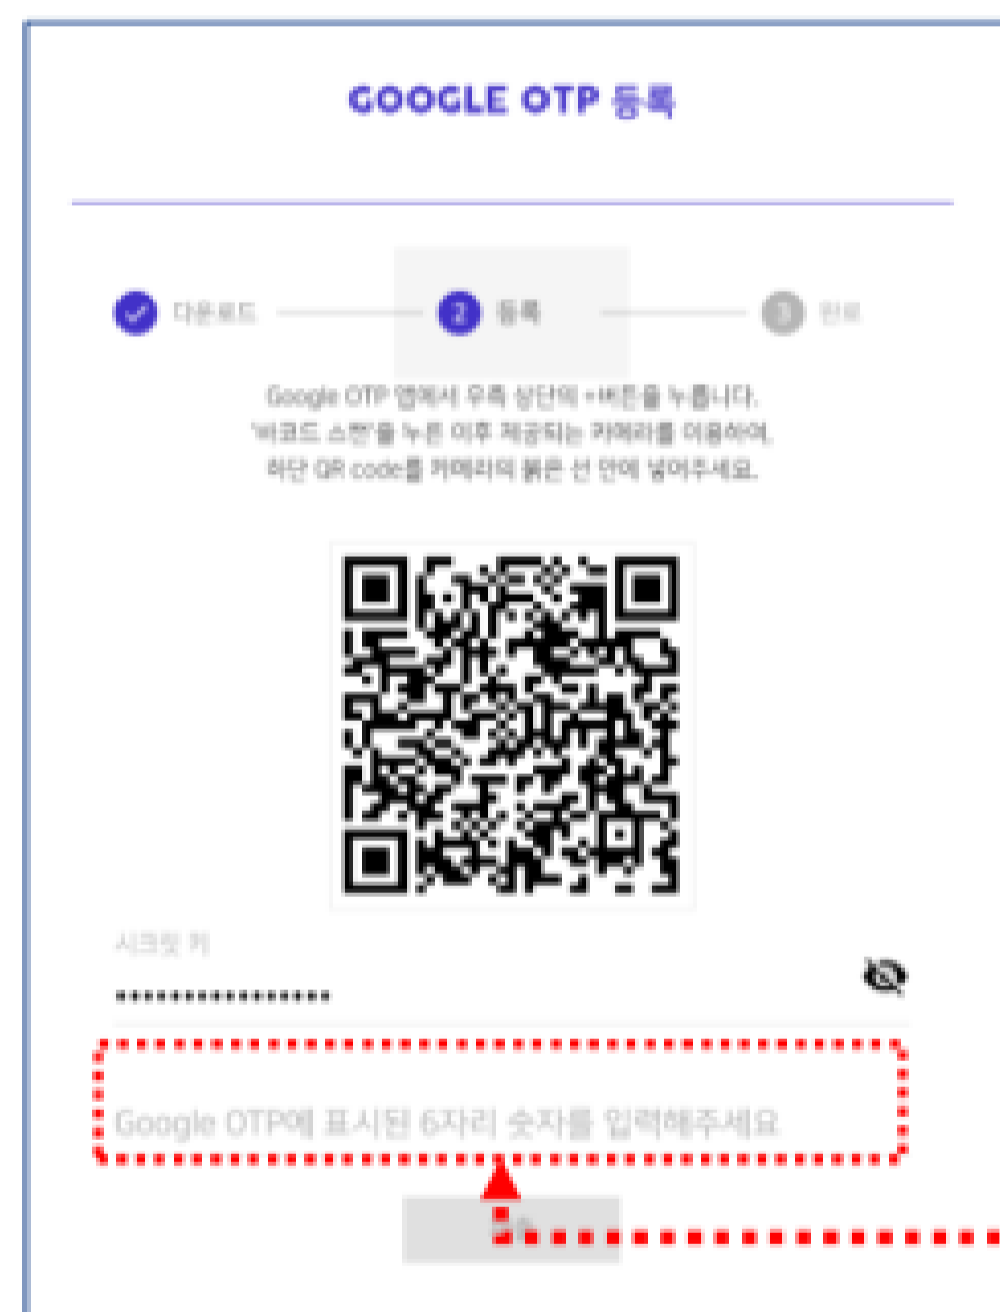 GOOGLE OTP 등록
다운로드
2 등록
3 완료
Google OTP 앱에서 우측 상단의 +버튼을 누릅니다.
'바코드 스캔'을 누른 이후 제공되는 카메라를 이용하여,
하단 QR code를 카메라의 붉은 선 안에 넣어주세요.
시크릿 키
Google OTP에 표시된 6자리 숫자를 입력해주세요